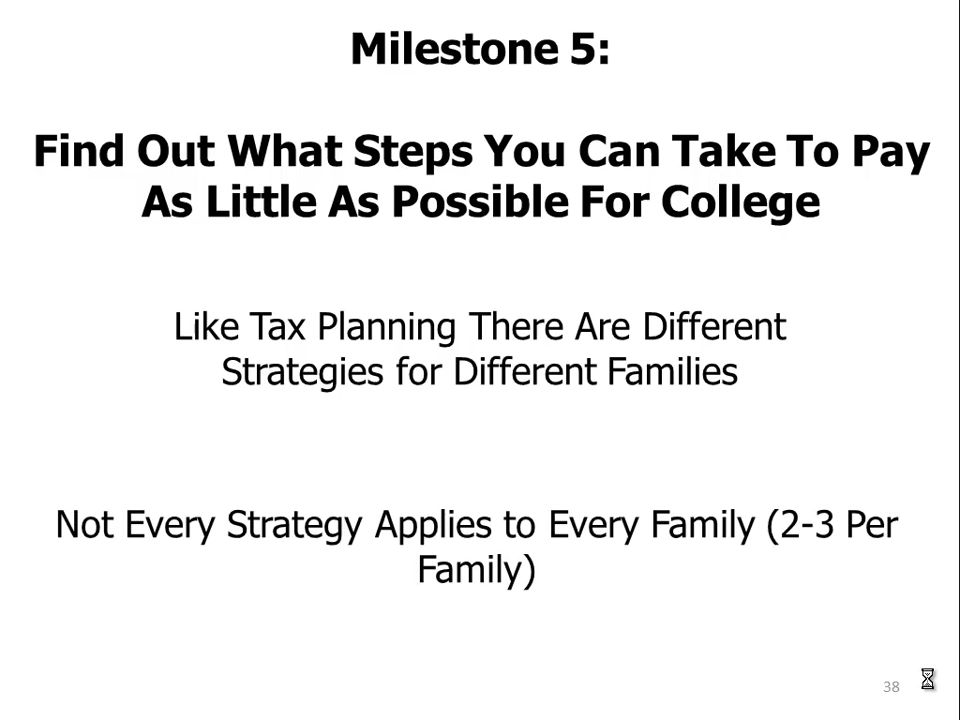 Milestone 5:
Find Out What Steps You Can Take To Pay
As Little As Possible For College
Like Tax Planning There Are Different
Strategies for Different Families
Not Every Strategy Applies to Every Family (2-3 Per
Family)
38